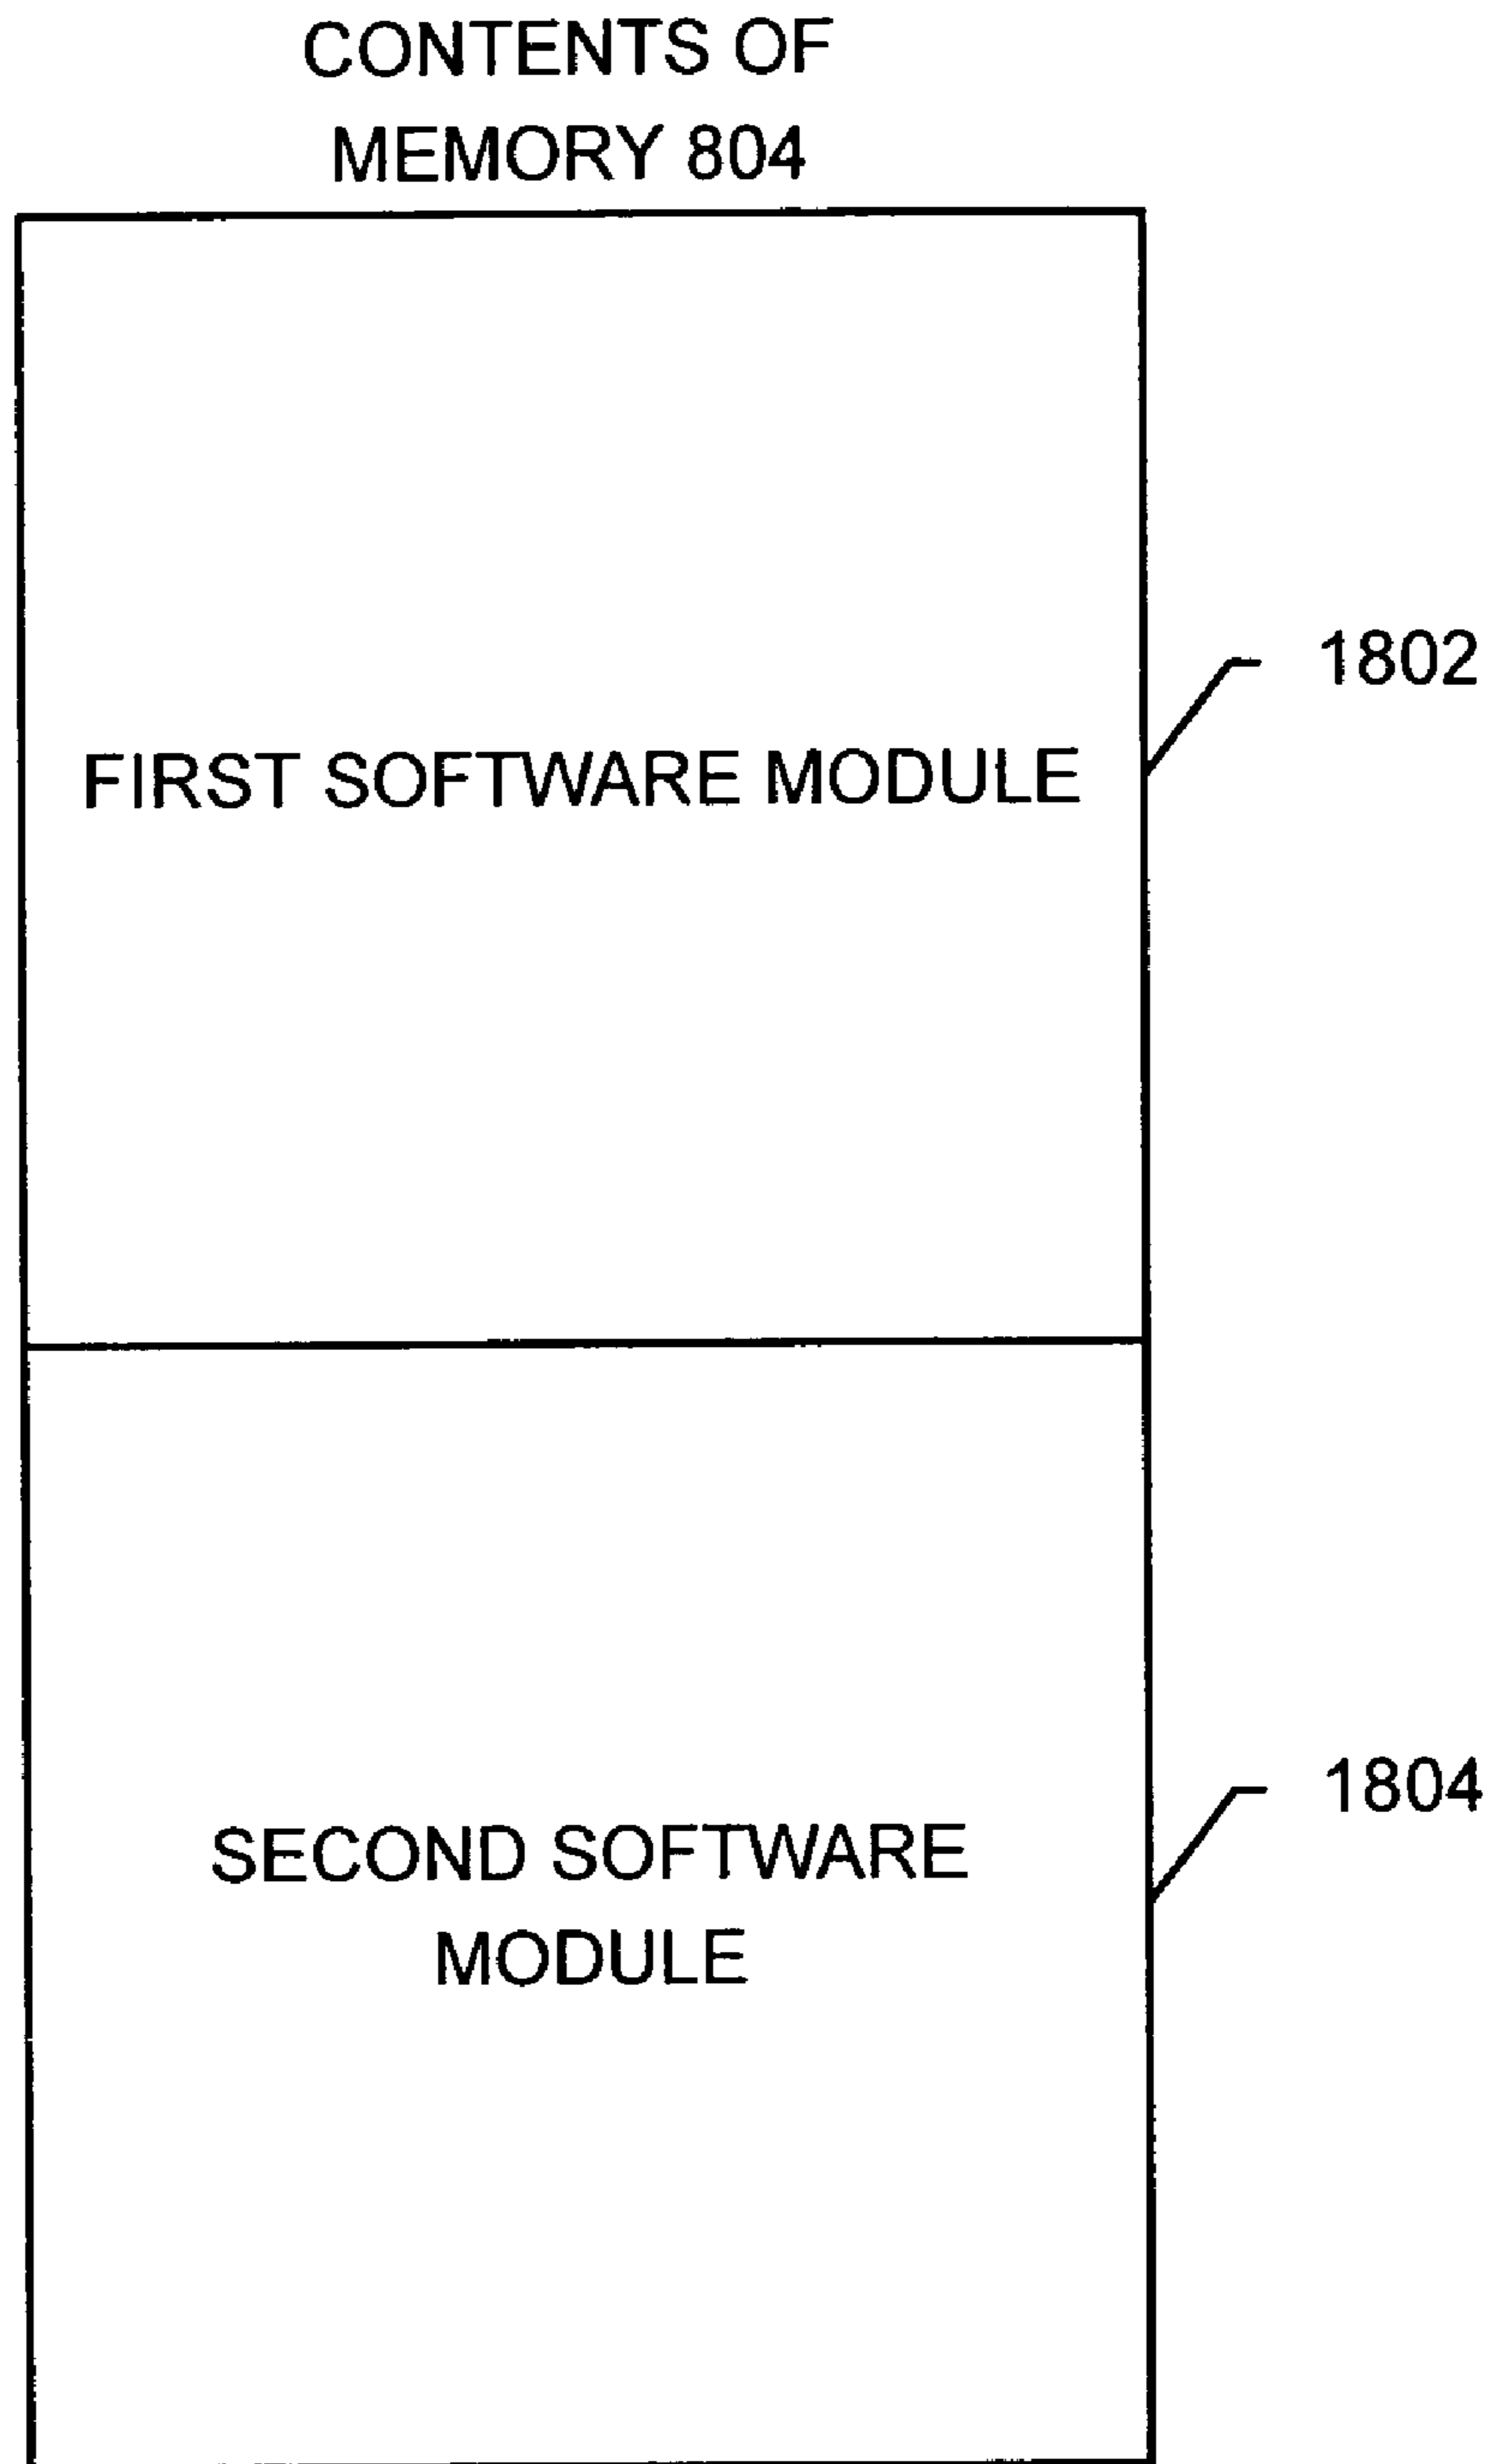 CONTENTS OF
MEMORY 804
1802
FIRST SOFTWARE MODULE
1804
SECOND SOFTWARE
MODULE